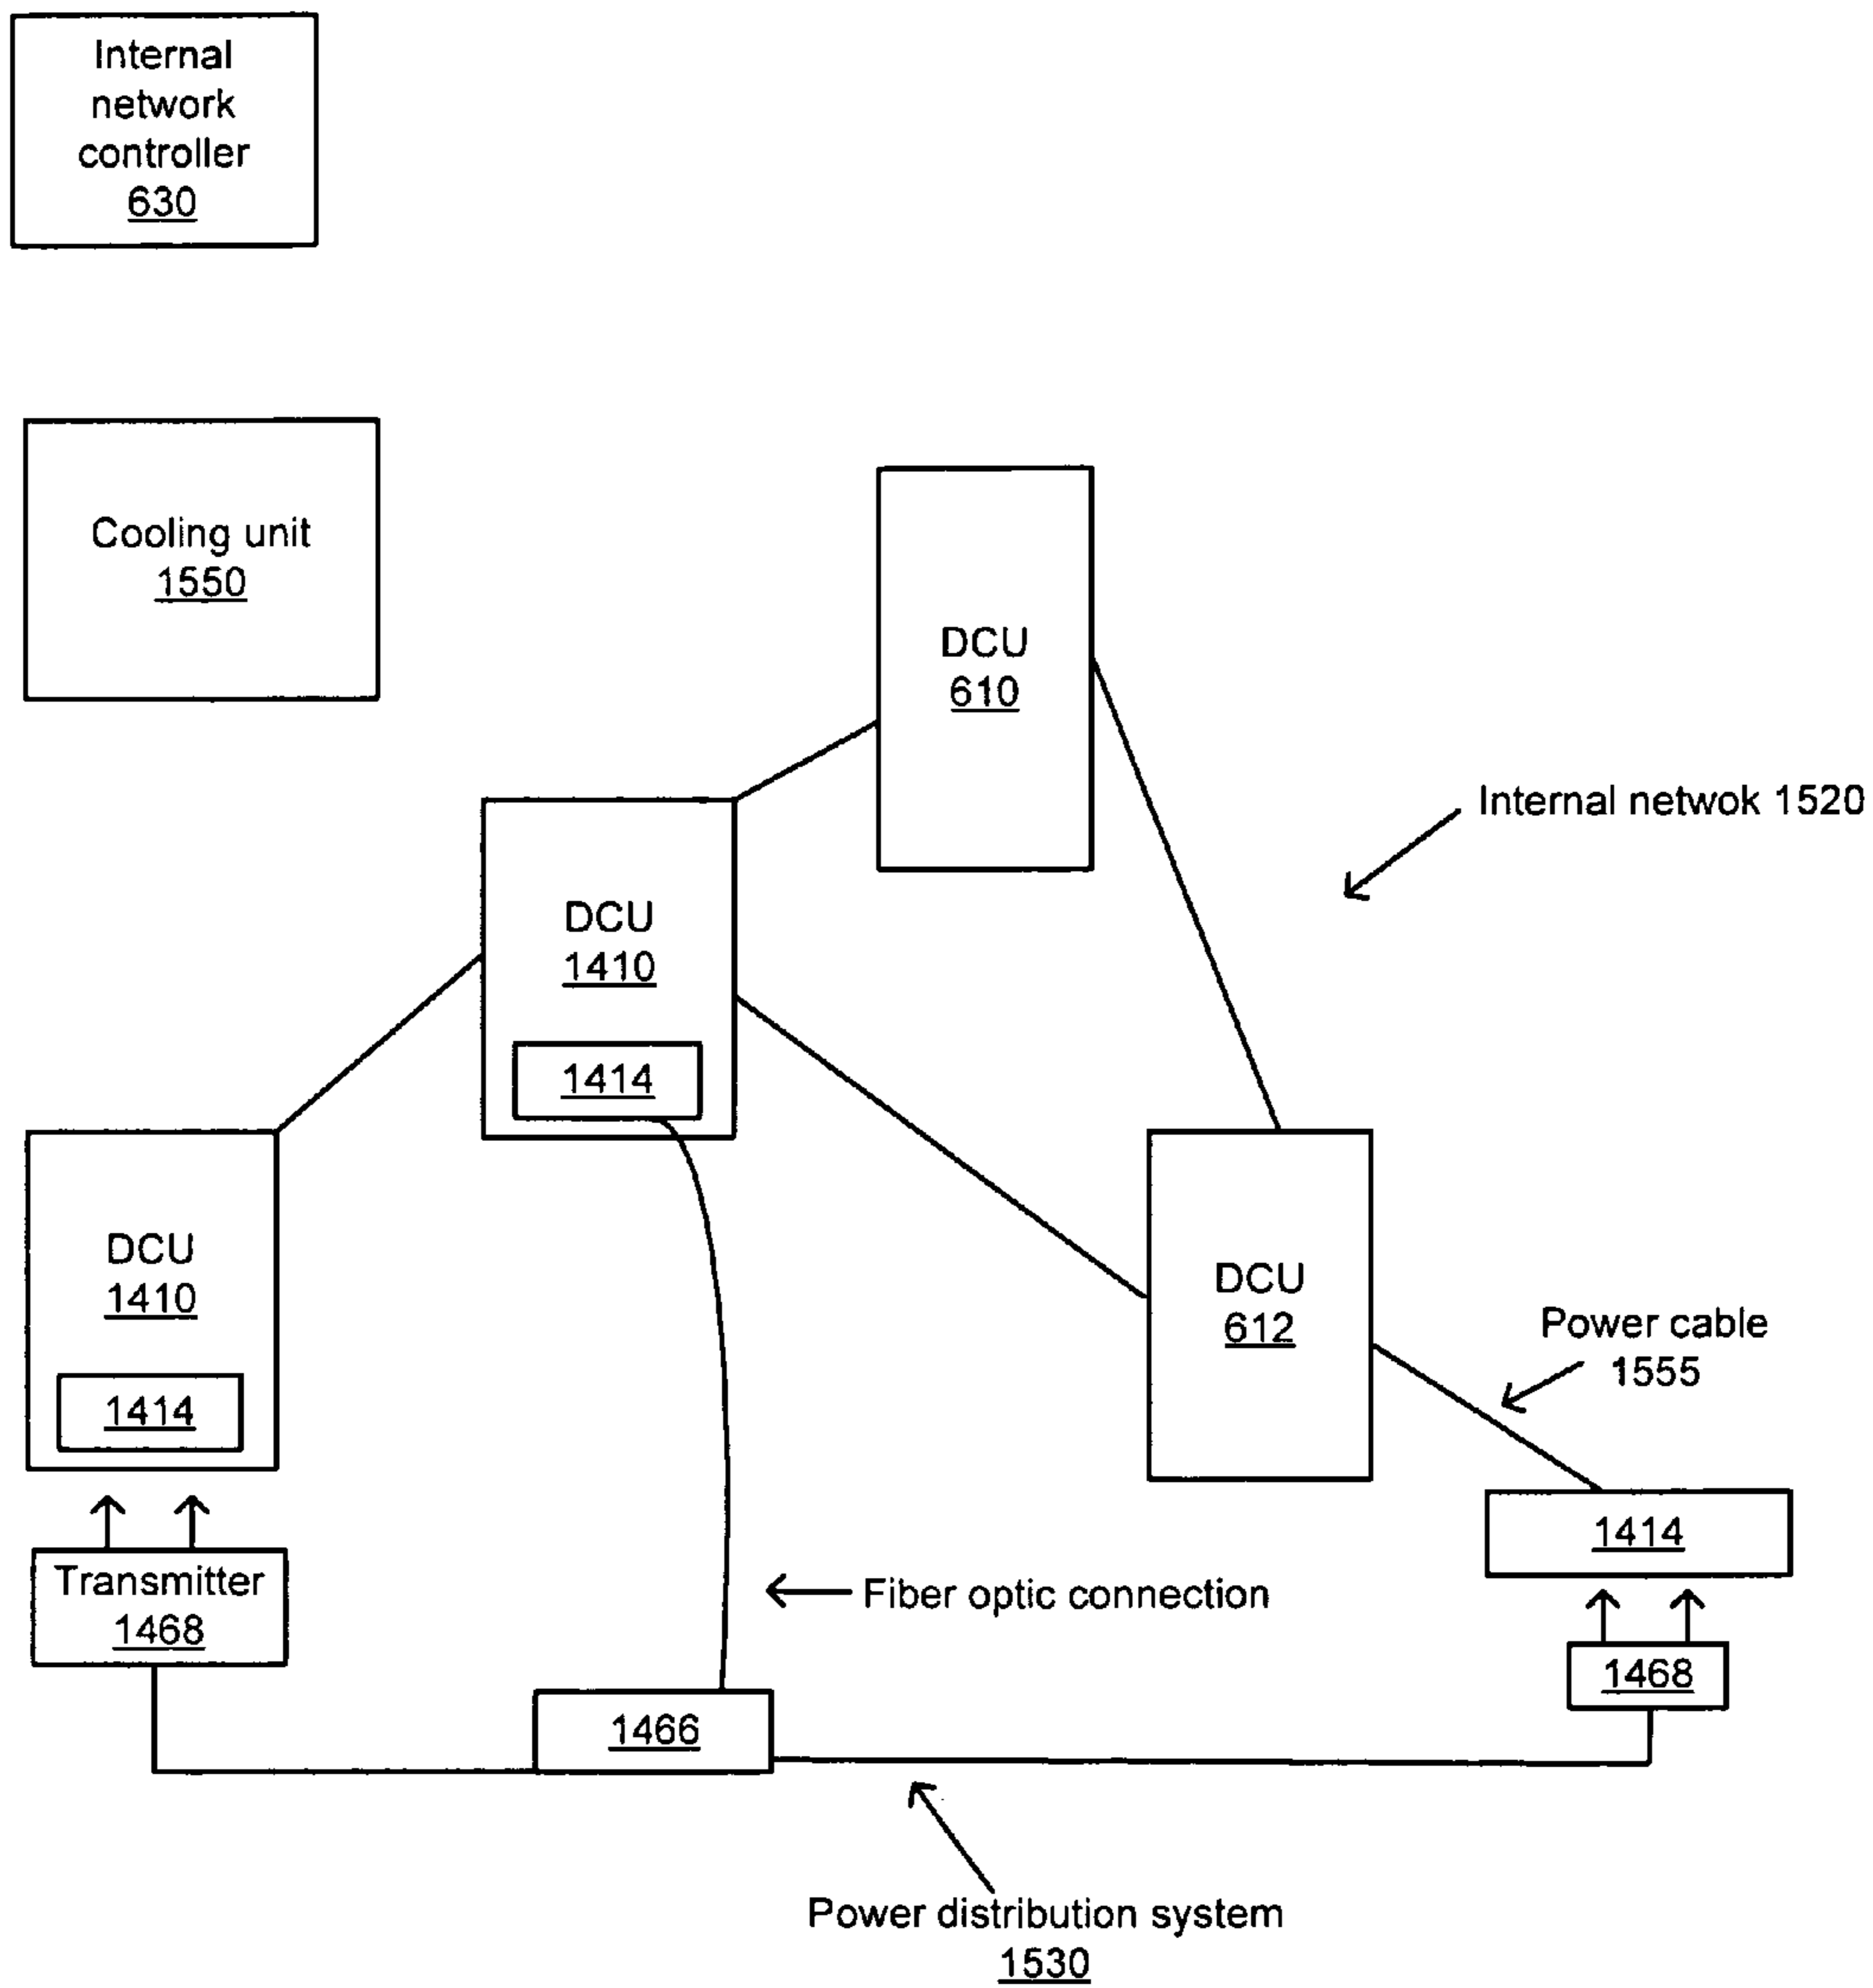 Internal
network
controller
630
Cooling unit
1550
DCU
610
Internal netwok 1520
DCU
1410
1414
DCU
1410
1414
DCU
612
Power cable
1555
1414
Transmitter
1468
Fiber optic connection
1468
1466
Power distribution system
1530